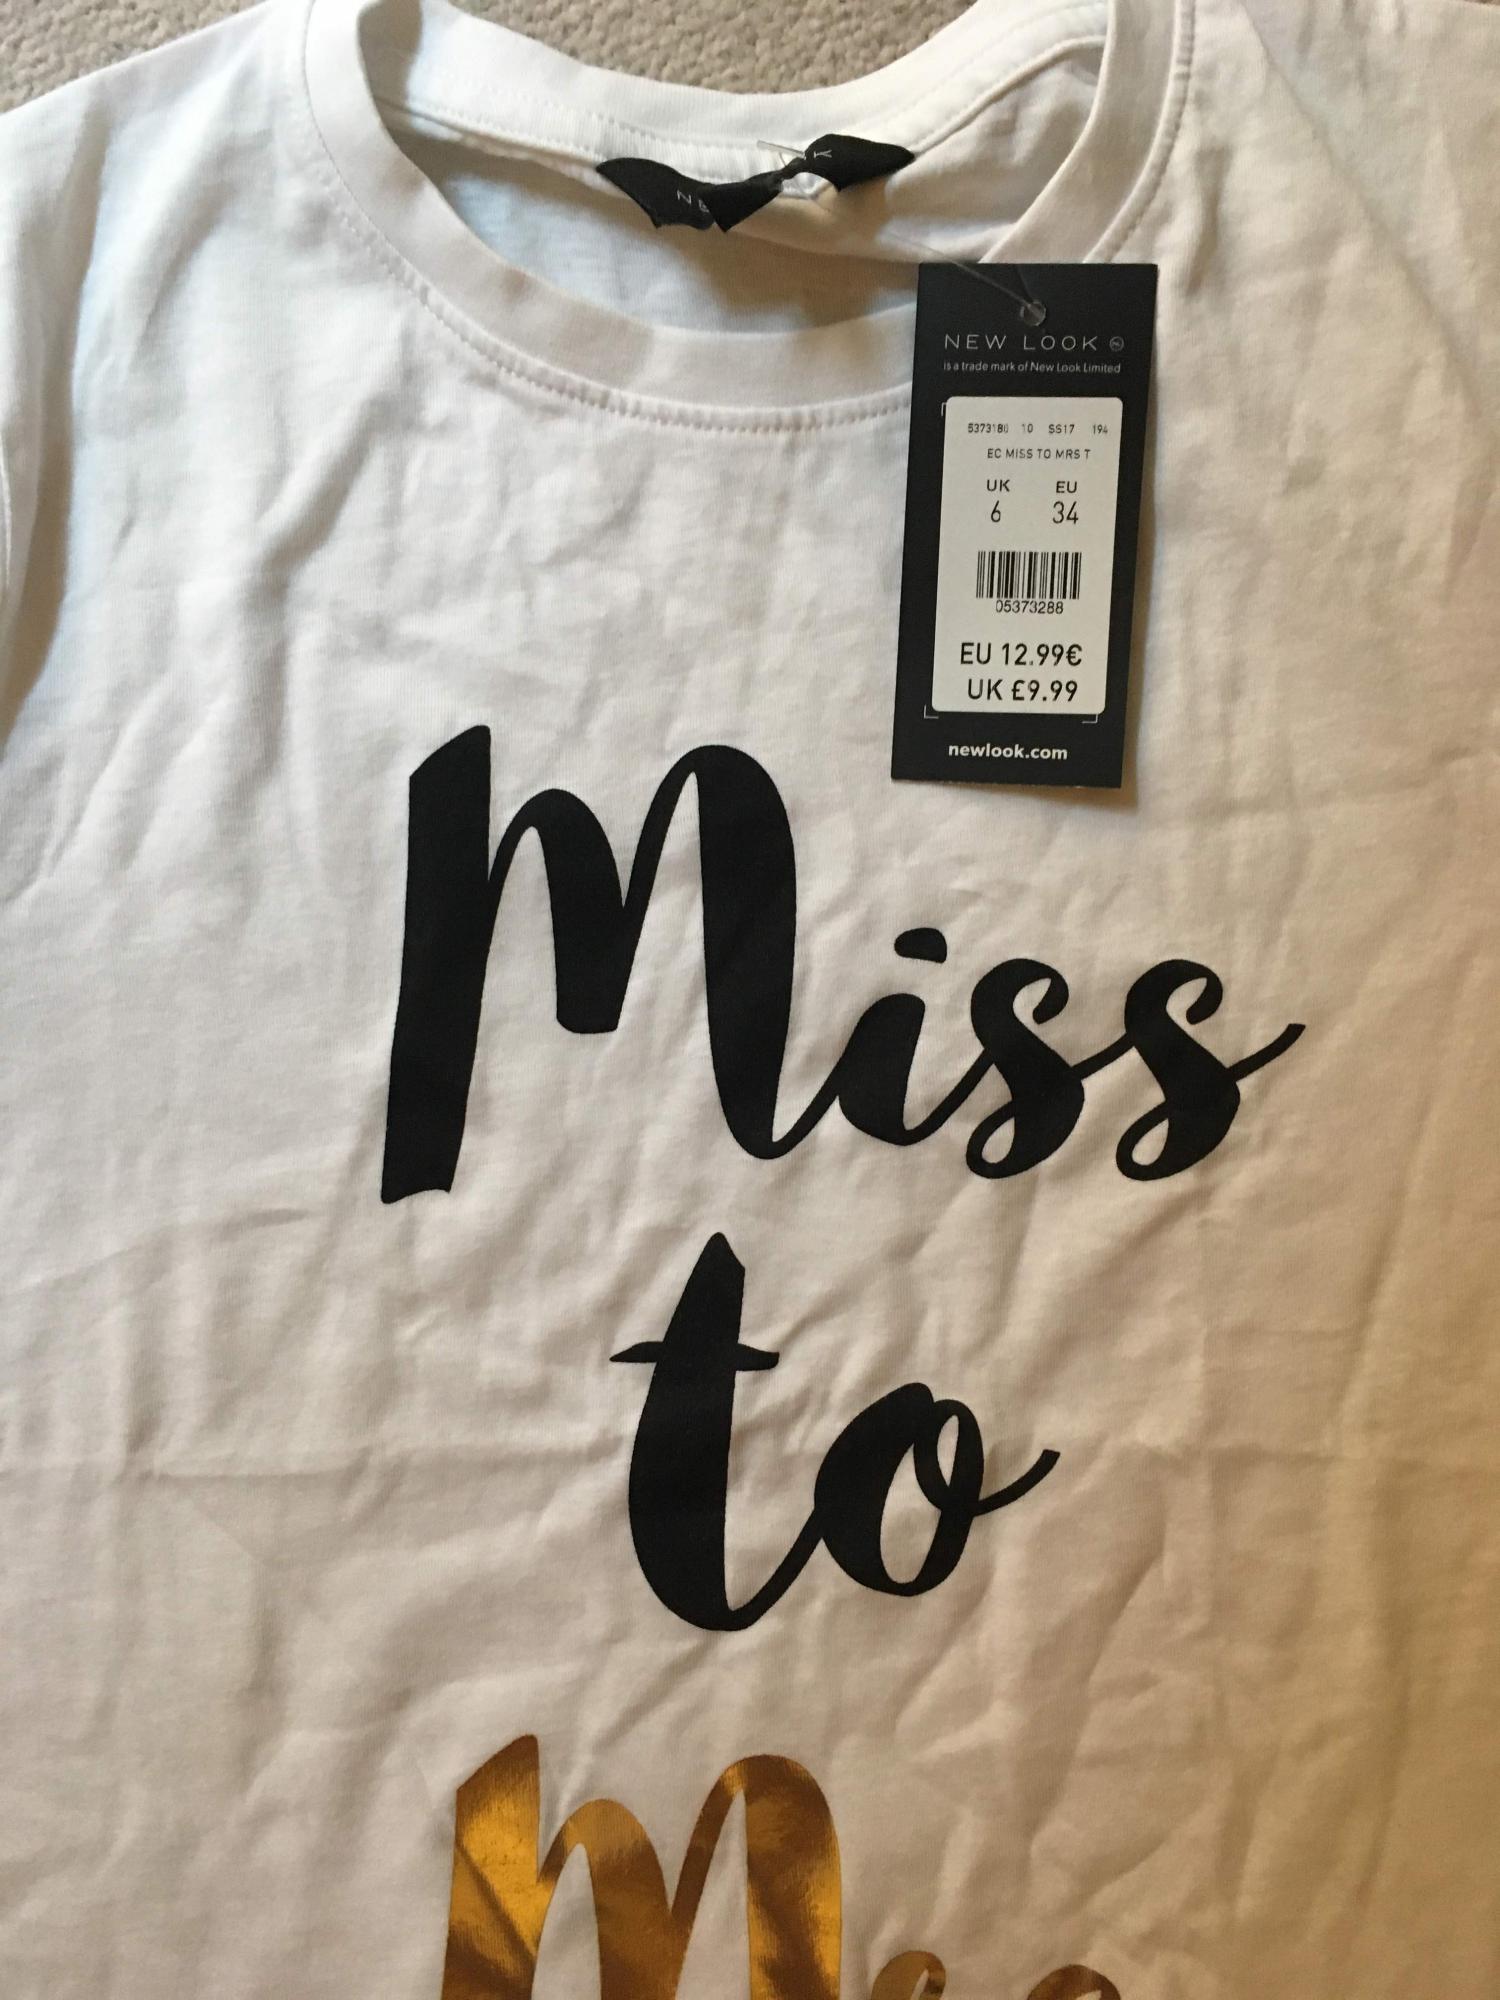 NEW LOOK
is a trade mark of New Look Limited
10 SS17 194
EC MISS TO MRS T
UK EU
6 34
05373288
EU 12.99€
UK £9.99
newlook.com
Miss
to
Mrs